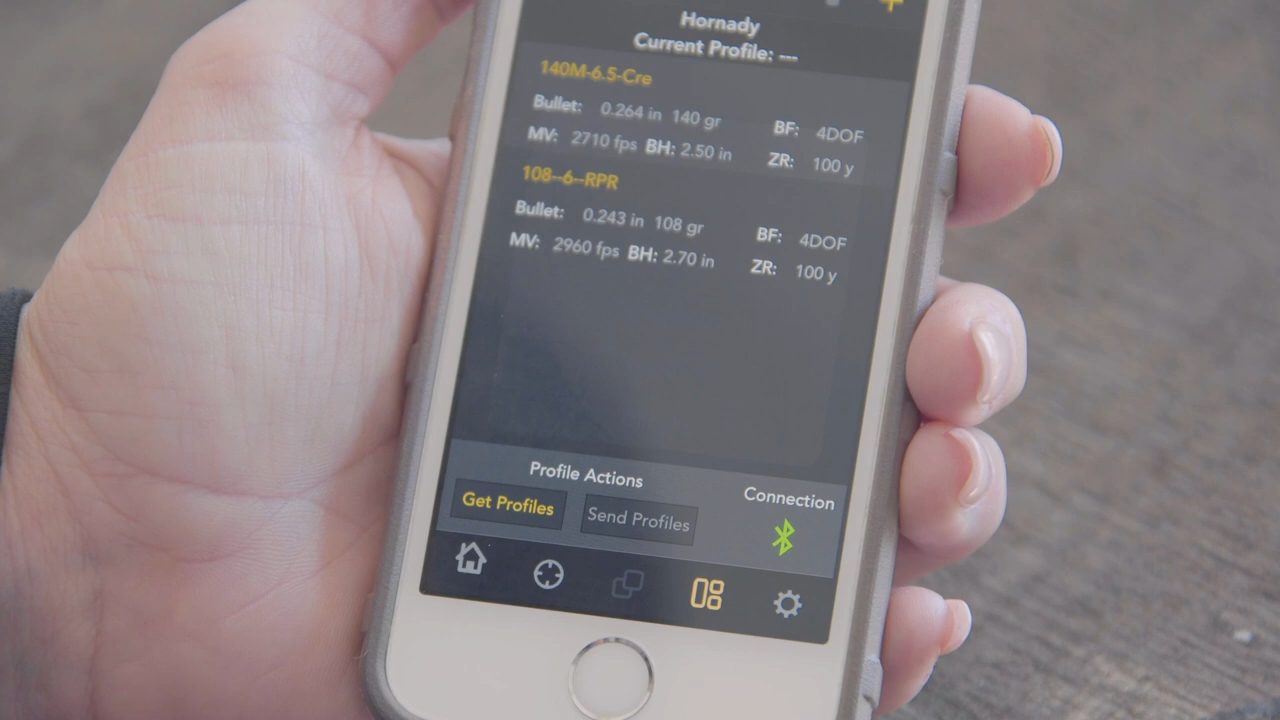 Hornady
Current Profile: ---
140M-6.5-Cre
Bullet: 0.264 in 140 gr BF: 4DOF
MV: 2710 fps BH: 2.50 in ZR: 100 y
108--6--RPR
Bullet: 0.243 in 108 gr BF: 4DOF
MV: 2960 fps BH: 2.70 in ZR: 100 y
Profile Actions Connection
Get Profiles Send Profiles